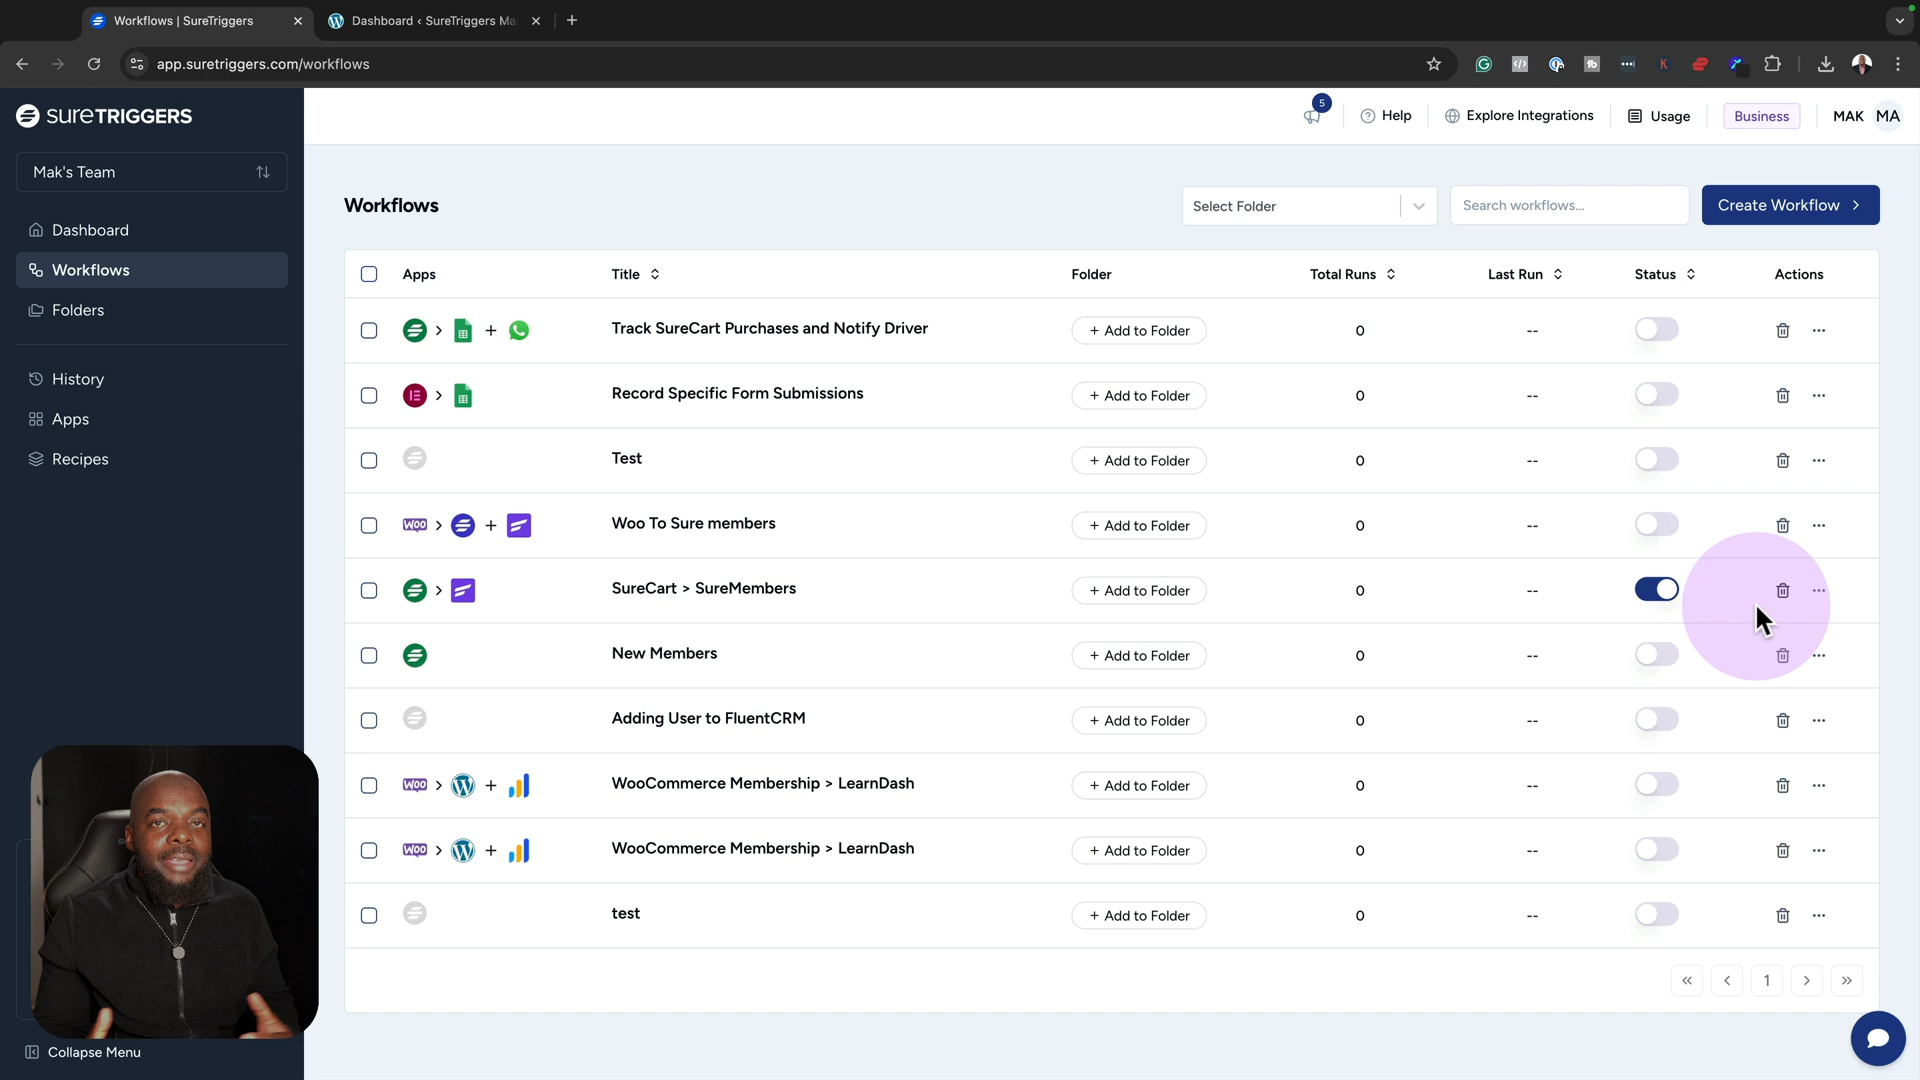 Workflows | SureTriggers
Dashboard ‹ SureTriggers Ma
app.suretriggers.com/workflows
SureTRIGGERS
5
Help
Explore Integrations
Usage
Business
MAK
MA
Mak's Team
Dashboard
Workflows
Folders
History
Apps
Recipes
Collapse Menu
Workflows
Select Folder
Search workflows...
Create Workflow
Apps
Title
Folder
Total Runs
Last Run
Status
Actions
Track SureCart Purchases and Notify Driver
+ Add to Folder
0
--
Record Specific Form Submissions
+ Add to Folder
0
--
Test
+ Add to Folder
0
--
WOO
Woo To Sure members
+ Add to Folder
0
--
SureCart > SureMembers
+ Add to Folder
0
--
New Members
+ Add to Folder
0
--
Adding User to FluentCRM
+ Add to Folder
0
--
WOO
WooCommerce Membership > LearnDash
+ Add to Folder
0
--
WOO
WooCommerce Membership > LearnDash
+ Add to Folder
0
--
test
+ Add to Folder
0
--
« ‹ 1 › »